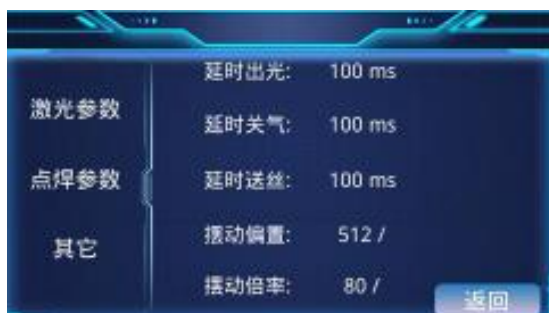 延时出光: 100 ms
激光参数
延时关气: 100 ms
点焊参数
延时送丝: 100 ms
摆动偏置: 512 /
其它
摆动倍率: 80 /
返回